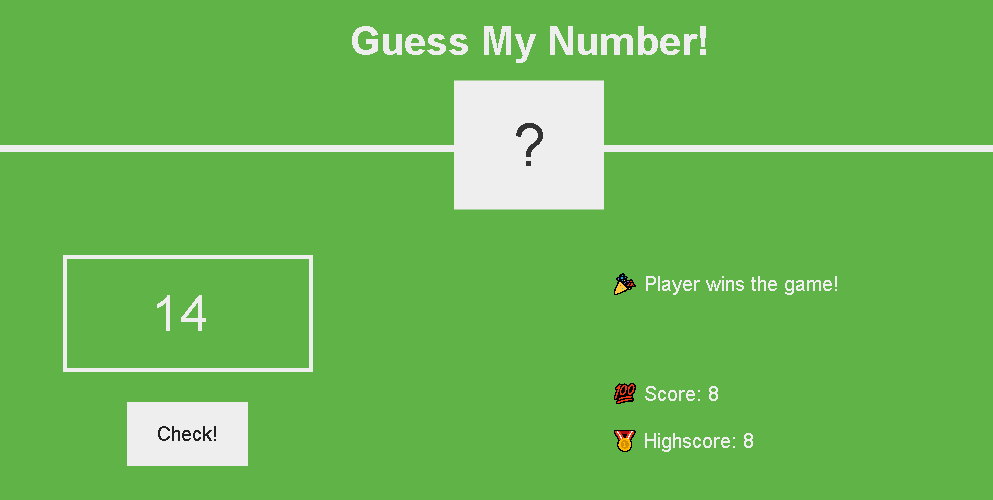 Guess My Number!
?
14
🎉 Player wins the game!
💯 Score: 8
Check!
🥇 Highscore: 8